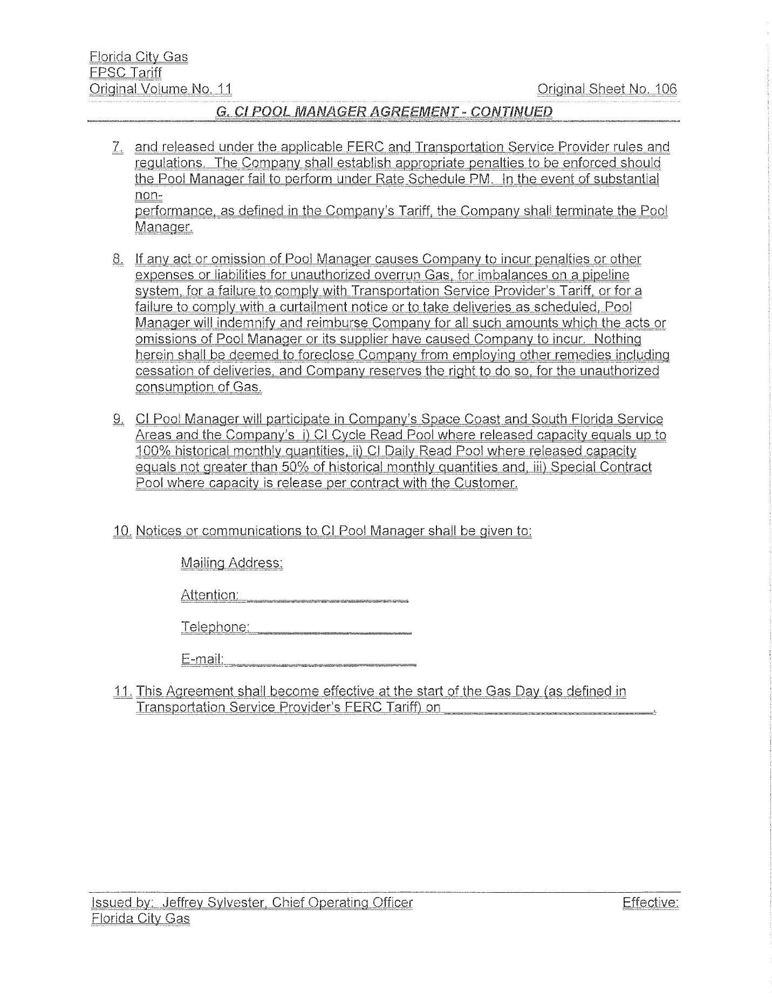 Florida City Gas
FPSC Tariff
Original Volume No. 11 Original Sheet No. 106
G. CI POOL MANAGER AGREEMENT - CONTINUED
7. and released under the applicable FERC and Transportation Service Provider rules and
regulations. The Company shall establish appropriate penalties to be enforced should
the Pool Manager fail to perform under Rate Schedule PM. In the event of substantial
non-
performance, as defined in the Company's Tariff, the Company shall terminate the Pool
Manager.
8. If any act or omission of Pool Manager causes Company to incur penalties or other
expenses or liabilities for unauthorized overrun Gas, for imbalances on a pipeline
system, for a failure to comply with Transportation Service Provider's Tariff, or for a
failure to comply with a curtailment notice or to take deliveries as scheduled, Pool
Manager will indemnify and reimburse Company for all such amounts which the acts or
omissions of Pool Manager or its supplier have caused Company to incur. Nothing
herein shall be deemed to foreclose Company from employing other remedies including
cessation of deliveries, and Company reserves the right to do so, for the unauthorized
consumption of Gas.
9. CI Pool Manager will participate in Company's Space Coast and South Florida Service
Areas and the Company's i) CI Cycle Read Pool where released capacity equals up to
100% historical monthly quantities, ii) CI Daily Read Pool where released capacity
equals not greater than 50% of historical monthly quantities and, iii) Special Contract
Pool where capacity is release per contract with the Customer.
10. Notices or communications to CI Pool Manager shall be given to:
Mailing Address:
Attention: ______________________
Telephone: _____________________
E-mail: _________________________
11. This Agreement shall become effective at the start of the Gas Day (as defined in
Transportation Service Provider's FERC Tariff) on ____________________________.
Issued by: Jeffrey Sylvester, Chief Operating Officer Effective:
Florida City Gas